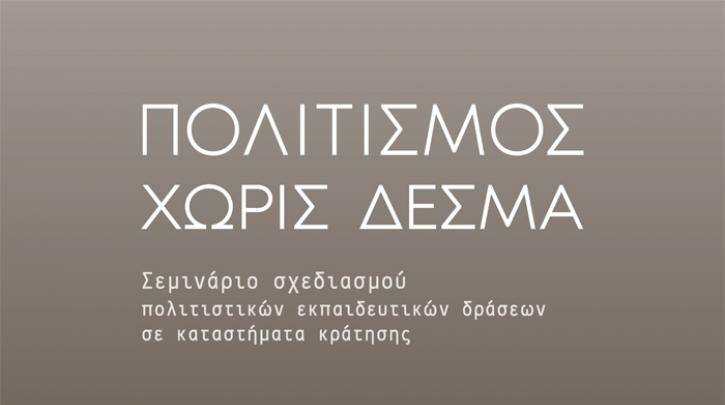 ΠΟΛΙΤΙΣΜΟΣ
ΧΩΡΙΣ ΔΕΣΜΑ
Σεμινάριο σχεδιασμού
πολιτιστικών εκπαιδευτικών δράσεων
σε καταστήματα κράτησης